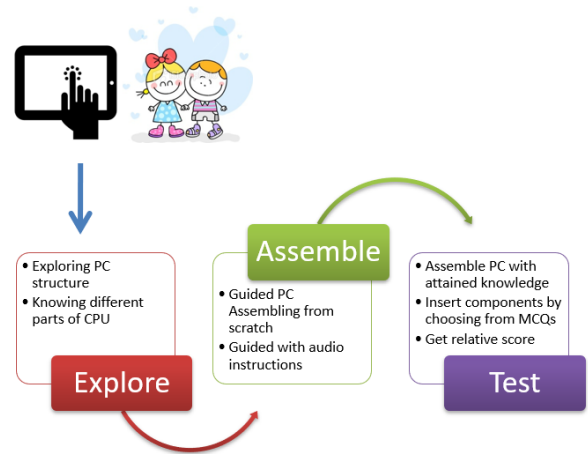 • Exploring PC
structure
• Knowing different
parts of CPU
Explore
Assemble
• Guided PC
Assembling from
scratch
• Guided with audio
instructions
• Assemble PC with
attained knowledge
• Insert components by
choosing from MCQs
• Get relative score
Test